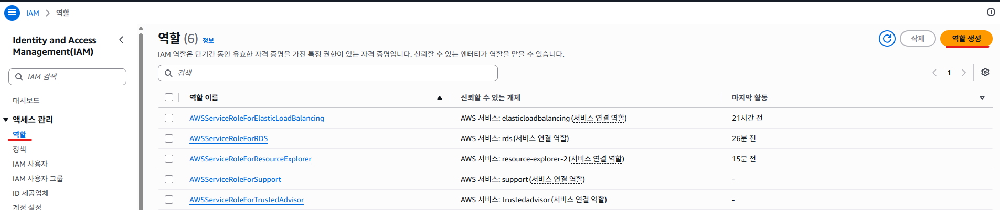 IAM > 역할
Identity and Access
Management(IAM)
IAM 검색
대시보드
액세스 관리
역할
정책
IAM 사용자
IAM 사용자 그룹
ID 제공업체
계정 설정
역할 (6) 정보
삭제
역할 생성
IAM 역할은 단기간 동안 유효한 자격 증명을 가진 특정 권한이 있는 자격 증명입니다. 신뢰할 수 있는 엔터티가 역할을 맡을 수 있습니다.
검색
1
역할 이름 신뢰할 수 있는 개체 마지막 활동
AWSServiceRoleForElasticLoadBalancing AWS 서비스: elasticloadbalancing (서비스 연결 역할) 21시간 전
AWSServiceRoleForRDS AWS 서비스: rds (서비스 연결 역할) 26분 전
AWSServiceRoleForResourceExplorer AWS 서비스: resource-explorer-2 (서비스 연결 역할) 15분 전
AWSServiceRoleForSupport AWS 서비스: support (서비스 연결 역할) -
AWSServiceRoleForTrustedAdvisor AWS 서비스: trustedadvisor (서비스 연결 역할) -